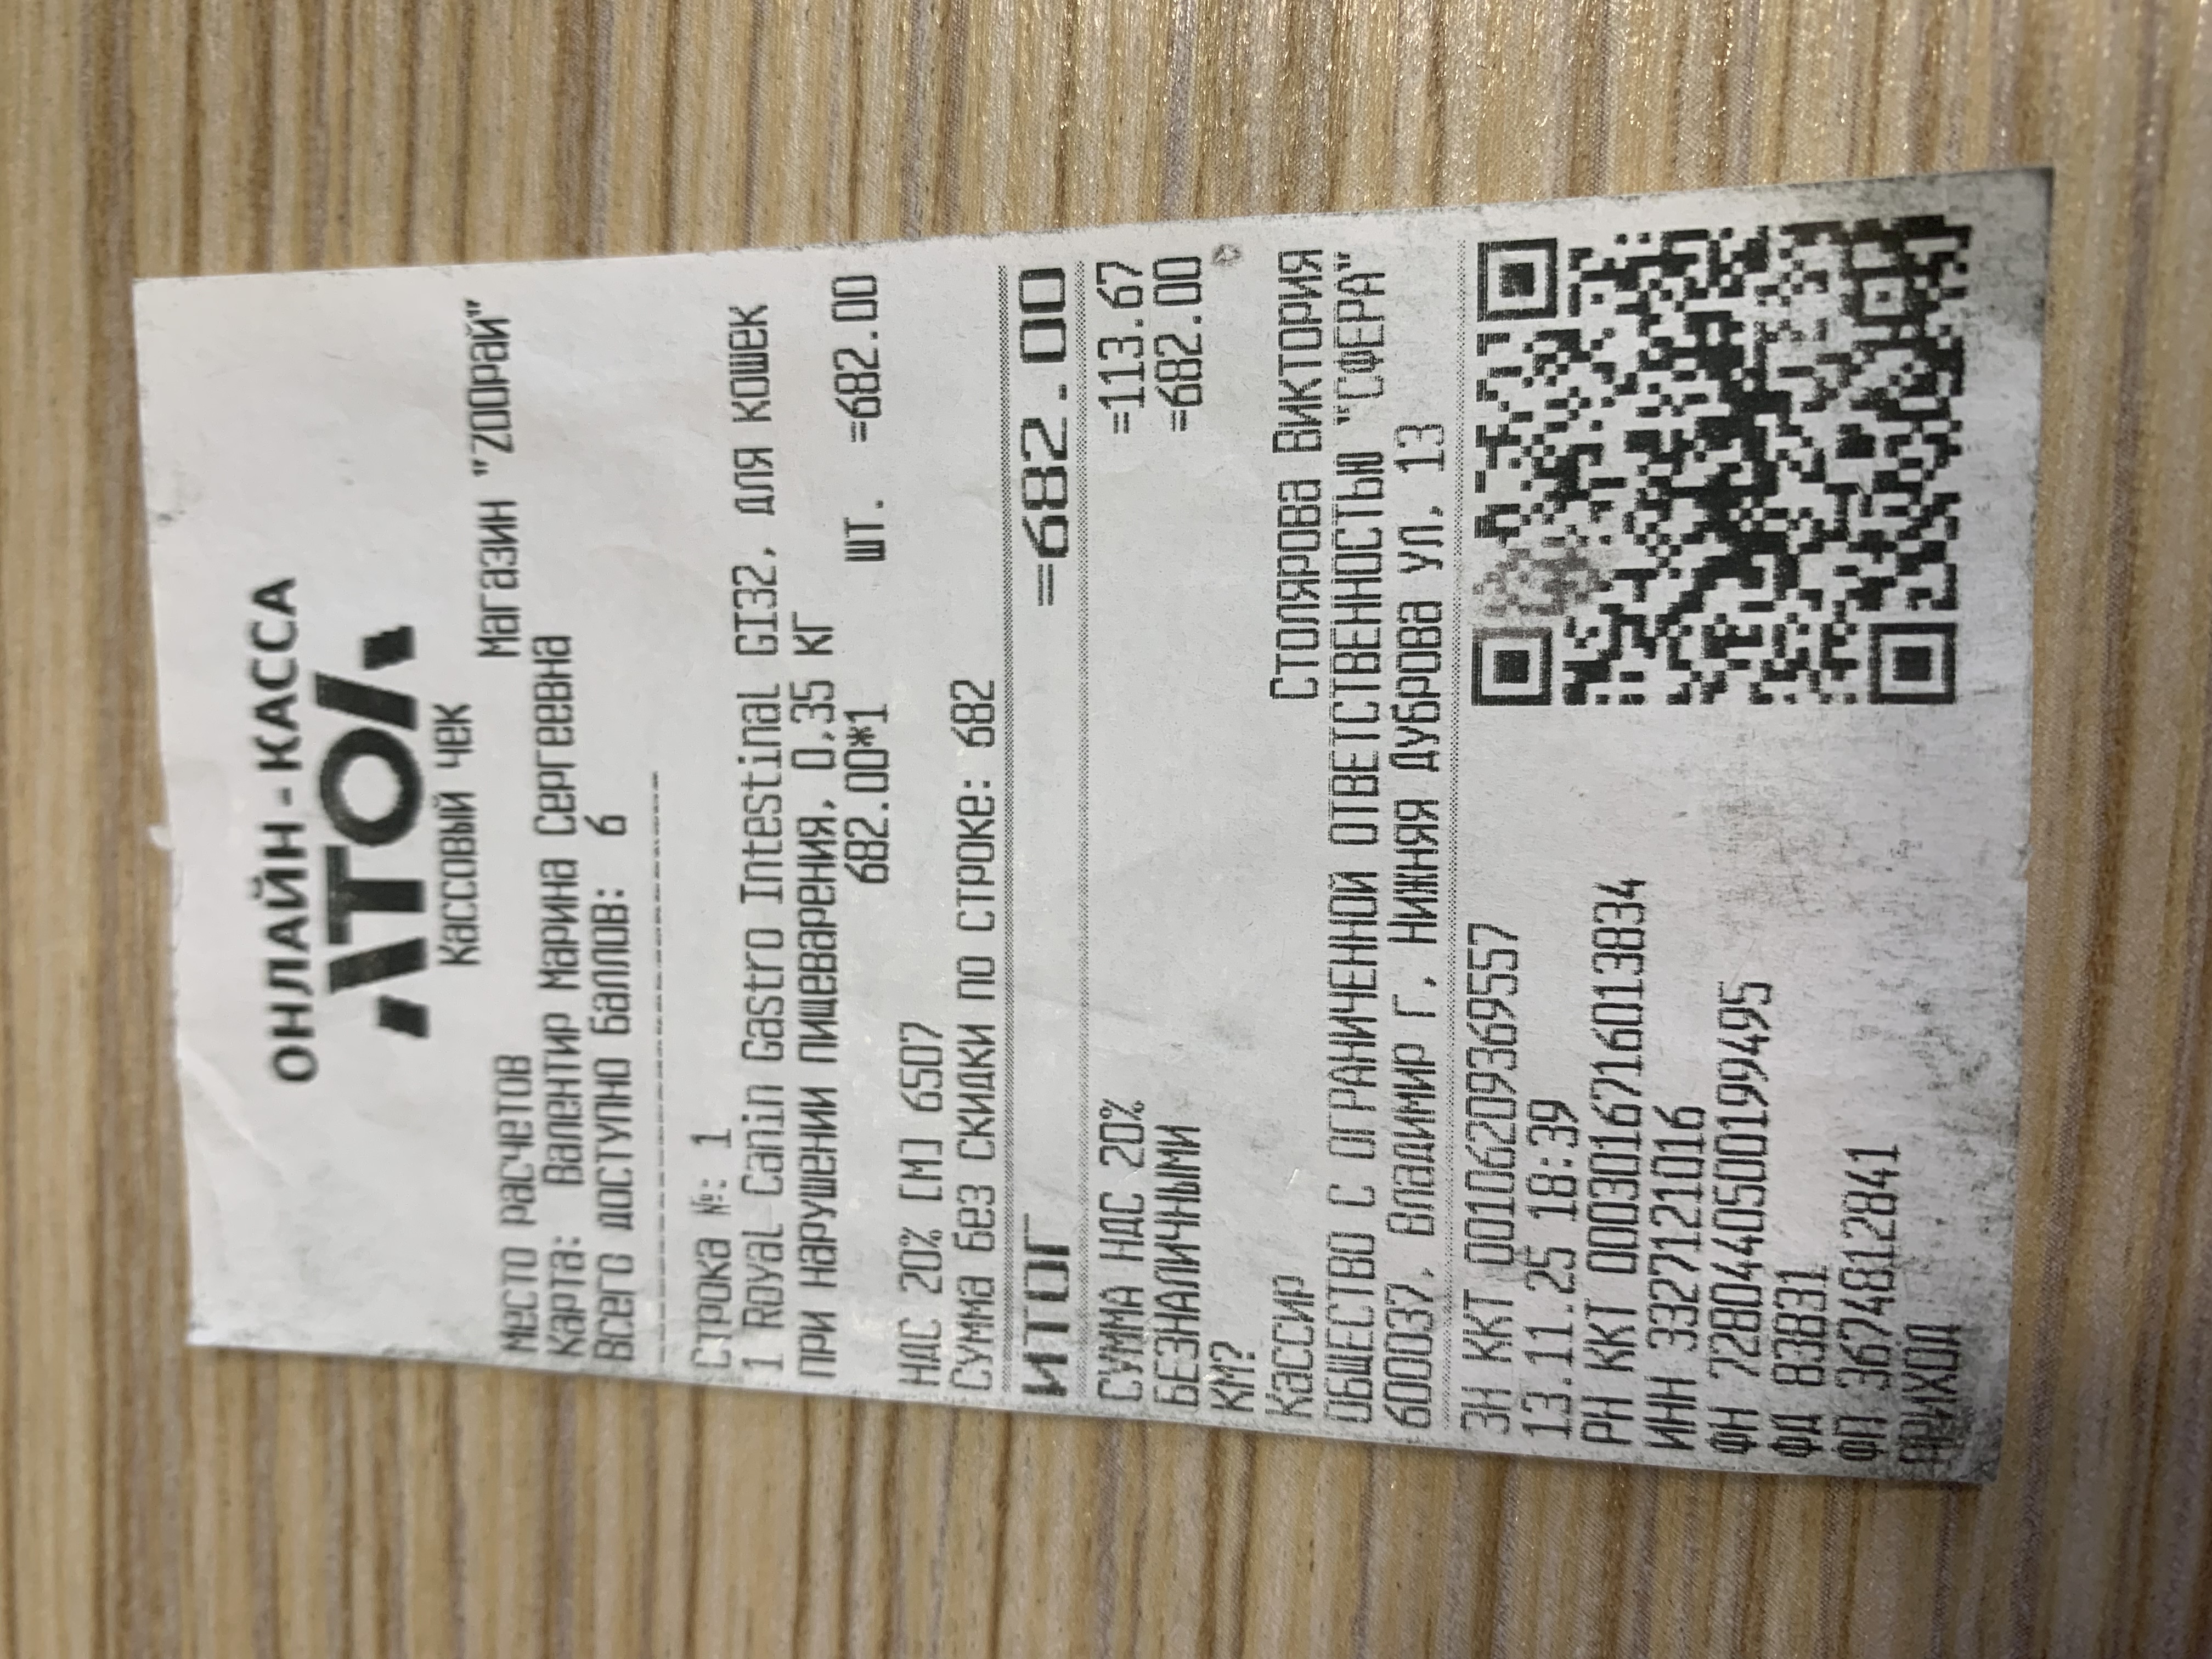 ОНЛАЙН-КАССА
АТОЛ
Кассовый чек
Место расчетов Магазин "ZooРай"
Карта: Валентир Марина Сергеевна
Всего доступно баллов: 6
Строка №: 1
1 Royal Canin Gastro Intestinal GI32, для кошек
при нарушении пищеварения, 0,35 кг
682.00*1 шт. =682.00
НДС 20% [M] 6507
Сумма без скидки по строке: 682
ИТОГ =682.00
СУММА НДС 20% =113.67
БЕЗНАЛИЧНЫМИ =682.00
КМ?
Кассир Столярова Виктория
ОБЩЕСТВО С ОГРАНИЧЕННОЙ ОТВЕТСТВЕННОСТЬЮ "СФЕРА"
600037, Владимир г, Нижняя Дуброва ул, 13
ЗН ККТ 00106209369557
13.11.25 18:39
РН ККТ 0003016716013834
ИНН 3327121016
ФН 7280440500199495
ФД 83831
ФП 3674812841
ПРИХОД